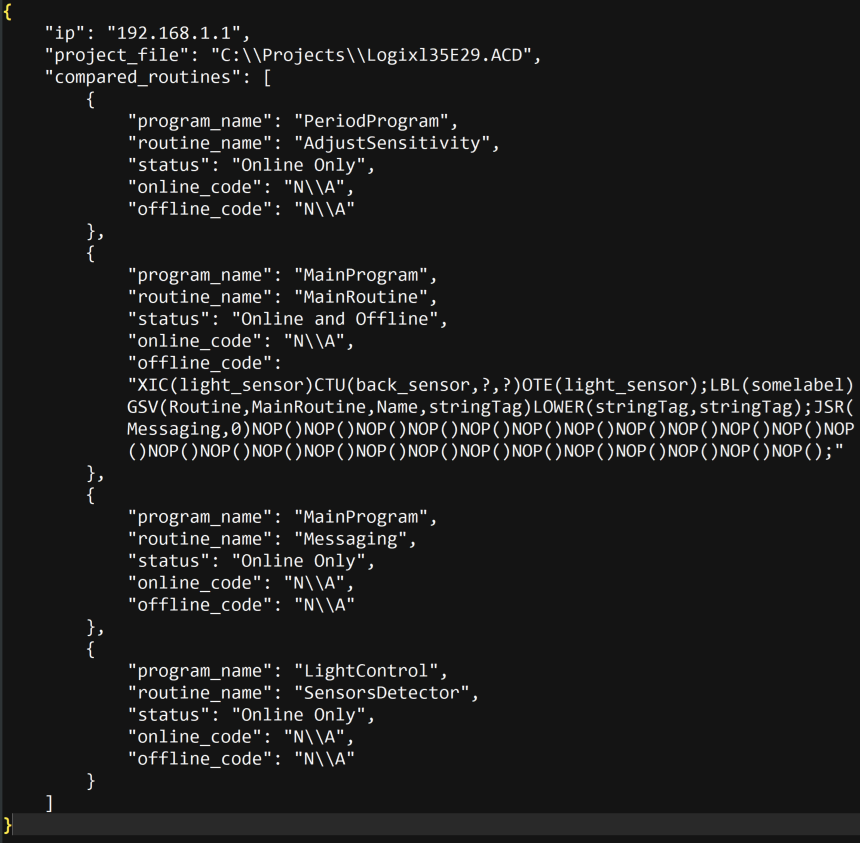 {
    "ip": "192.168.1.1",
    "project_file": "C:\\Projects\\Logixl35E29.ACD",
    "compared_routines": [
        {
            "program_name": "PeriodProgram",
            "routine_name": "AdjustSensitivity",
            "status": "Online Only",
            "online_code": "N\\A",
            "offline_code": "N\\A"
        },
        {
            "program_name": "MainProgram",
            "routine_name": "MainRoutine",
            "status": "Online and Offline",
            "online_code": "N\\A",
            "offline_code":
            "XIC(light_sensor)CTU(back_sensor,?,?)OTE(light_sensor);LBL(somelabel)
            GSV(Routine,MainRoutine,Name,stringTag)LOWER(stringTag,stringTag);JSR(
            Messaging,0)NOP()NOP()NOP()NOP()NOP()NOP()NOP()NOP()NOP()NOP()NOP()NOP
            ()NOP()NOP()NOP()NOP()NOP()NOP()NOP()NOP()NOP()NOP()NOP()NOP()NOP();"
        },
        {
            "program_name": "MainProgram",
            "routine_name": "Messaging",
            "status": "Online Only",
            "online_code": "N\\A",
            "offline_code": "N\\A"
        },
        {
            "program_name": "LightControl",
            "routine_name": "SensorsDetector",
            "status": "Online Only",
            "online_code": "N\\A",
            "offline_code": "N\\A"
        }
    ]
}